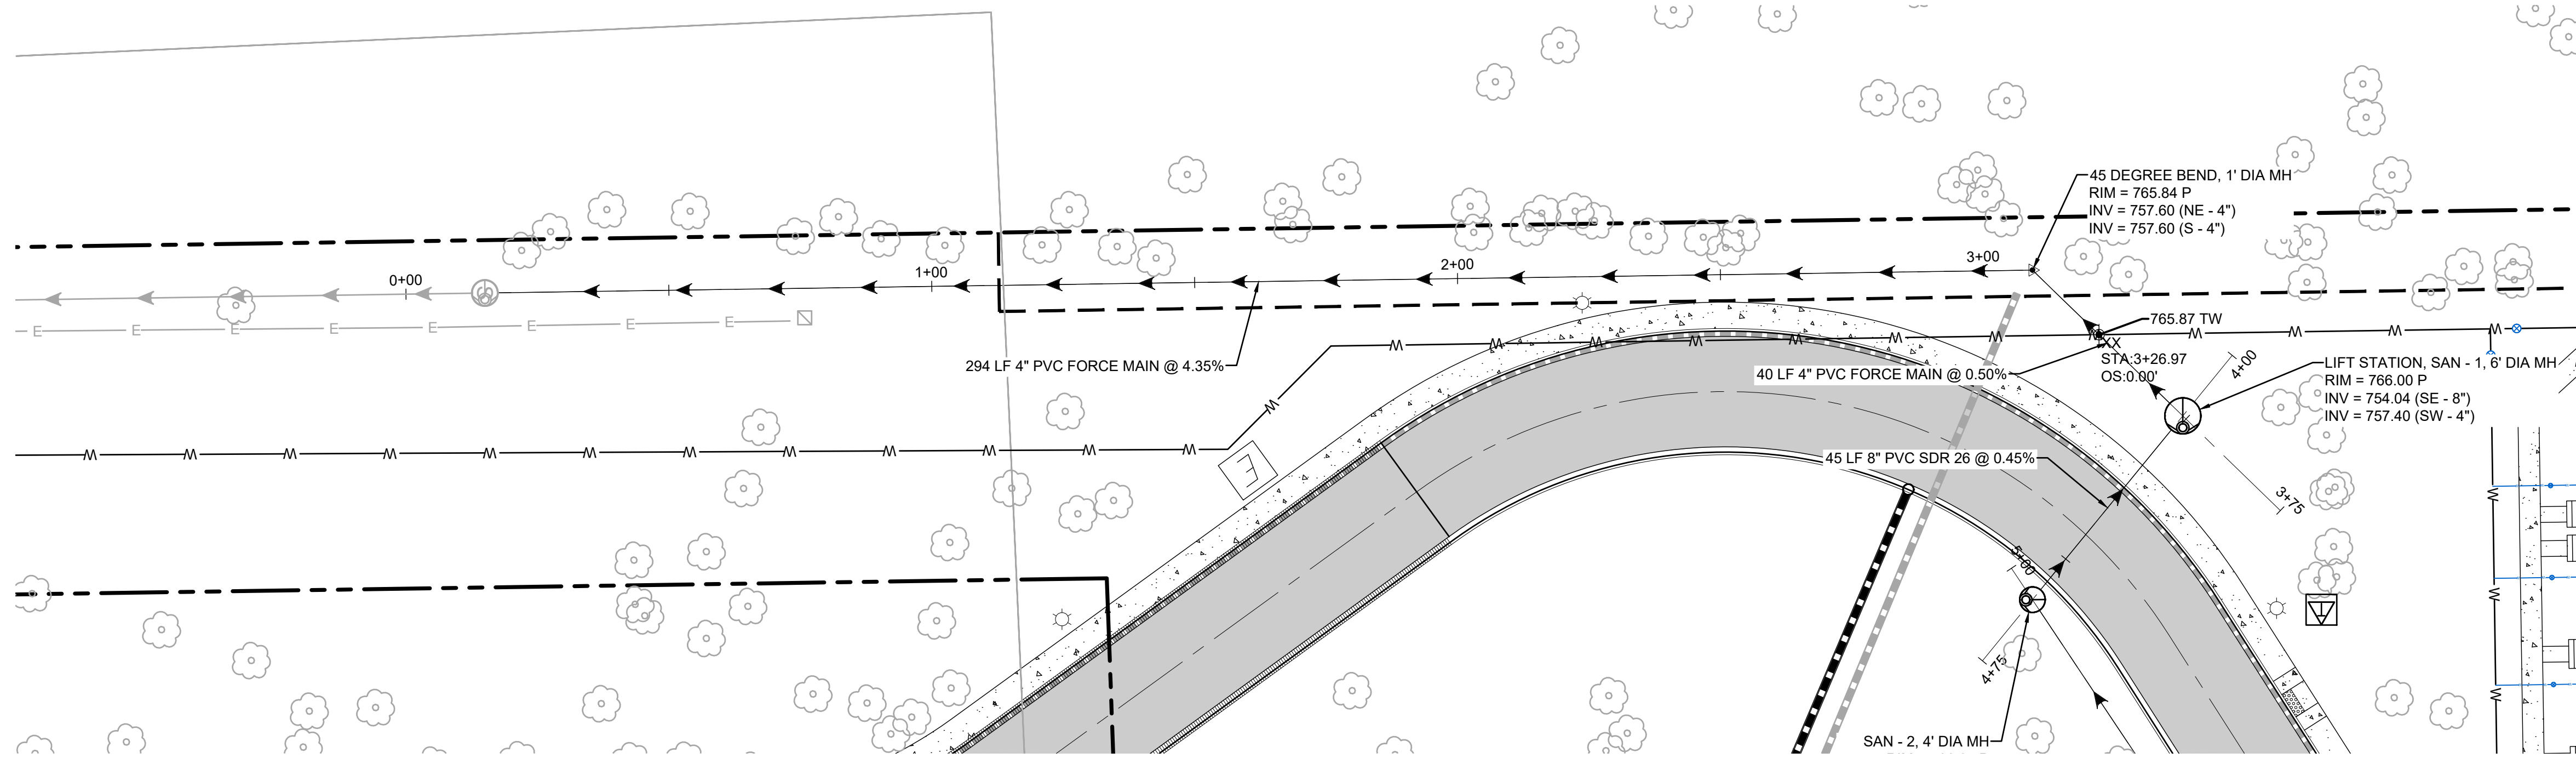 45 DEGREE BEND, 1' DIA MH
RIM = 765.84 P
INV = 757.60 (NE - 4")
INV = 757.60 (S - 4")
0+00
1+00
2+00
3+00
E
E
E
E
E
E
E
E
765.87 TW
XX
STA:3+26.97
OS:0.00'
294 LF 4" PVC FORCE MAIN @ 4.35%
40 LF 4" PVC FORCE MAIN @ 0.50%
4+00
LIFT STATION, SAN - 1, 6' DIA MH
RIM = 766.00 P
INV = 754.04 (SE - 8")
INV = 757.40 (SW - 4")
E
45 LF 8" PVC SDR 26 @ 0.45%
3+75
5+00
4+75
SAN - 2, 4' DIA MH